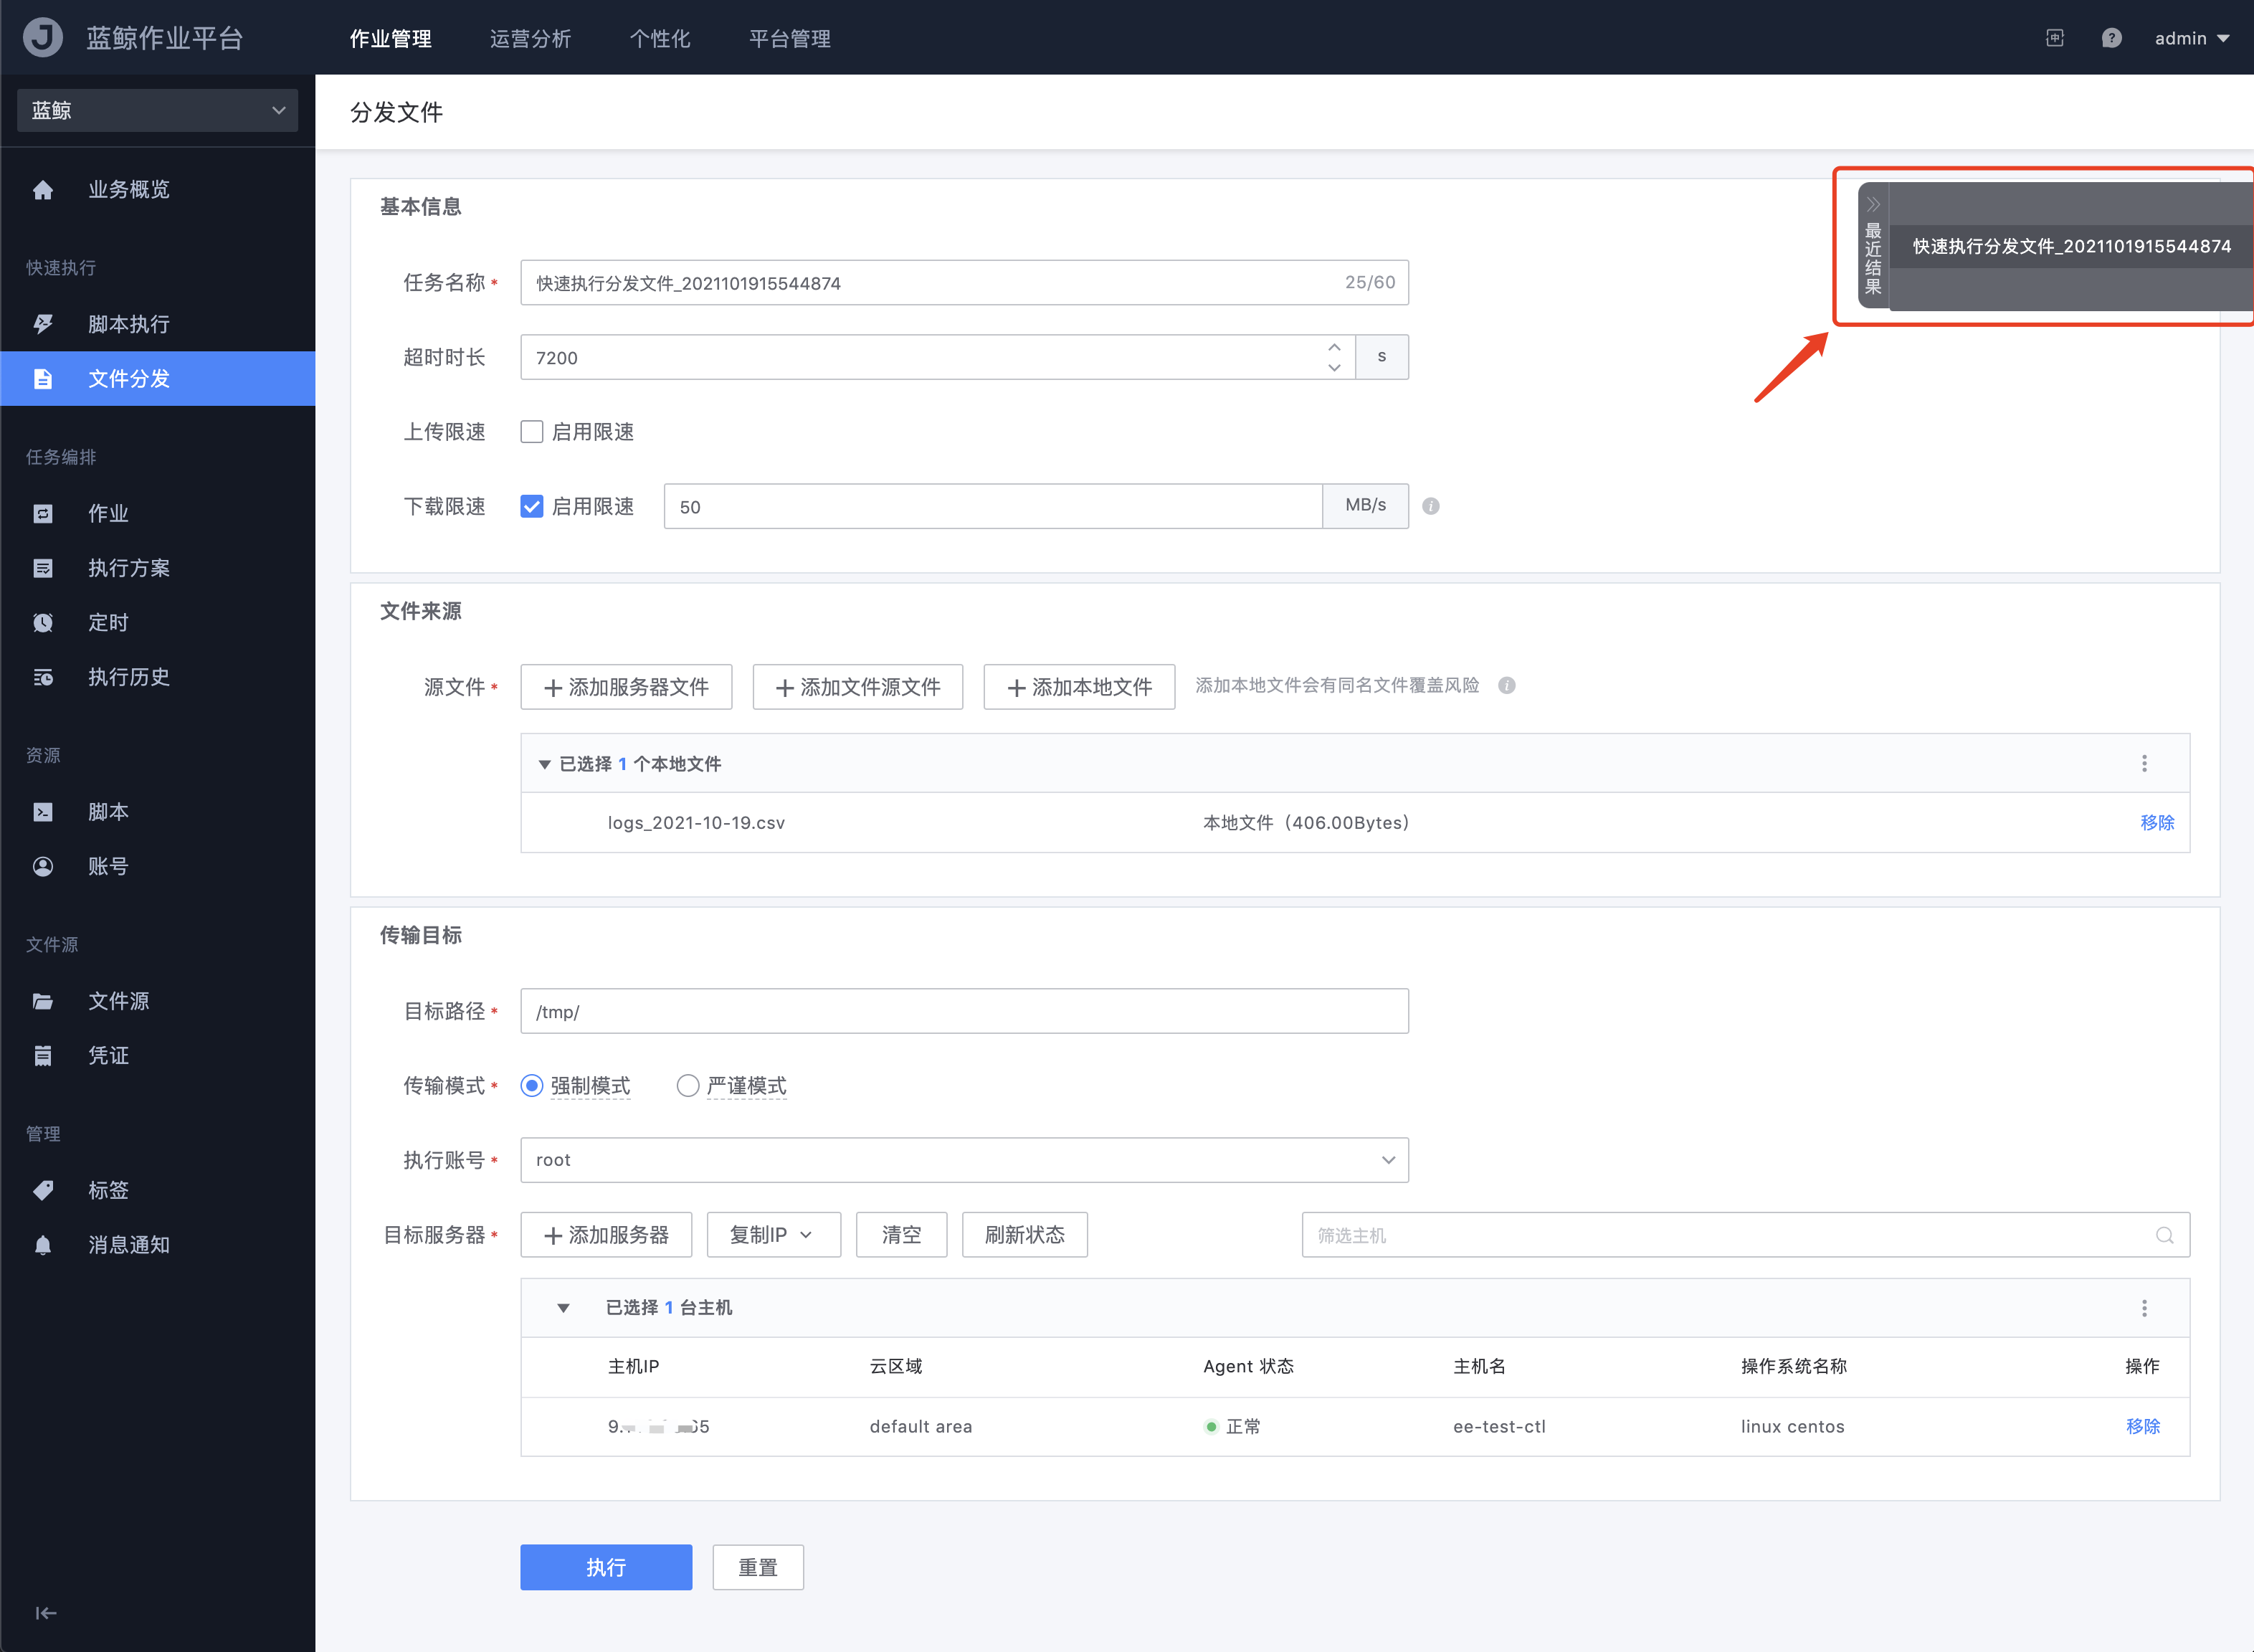 蓝鲸作业平台
作业管理 运营分析 个性化 平台管理
admin
蓝鲸
业务概览
快速执行
脚本执行
文件分发
任务编排
作业
执行方案
定时
执行历史
资源
脚本
账号
文件源
文件源
凭证
管理
标签
消息通知
分发文件
最近结果
快速执行分发文件_2021101915544874
基本信息
任务名称* 快速执行分发文件_2021101915544874 25/60
超时时长 7200 s
上传限速 启用限速
下载限速 启用限速 50 MB/s
文件来源
源文件* 添加服务器文件 添加文件源文件 添加本地文件 添加本地文件会有同名文件覆盖风险
已选择 1 个本地文件
logs_2021-10-19.csv 本地文件（406.00Bytes） 移除
传输目标
目标路径* /tmp/
传输模式* 强制模式 严谨模式
执行账号* root
目标服务器* 添加服务器 复制IP 清空 刷新状态 筛选主机
已选择 1 台主机
主机IP 云区域 Agent 状态 主机名 操作系统名称 操作
default area 正常 ee-test-ctl linux centos 移除
执行 重置